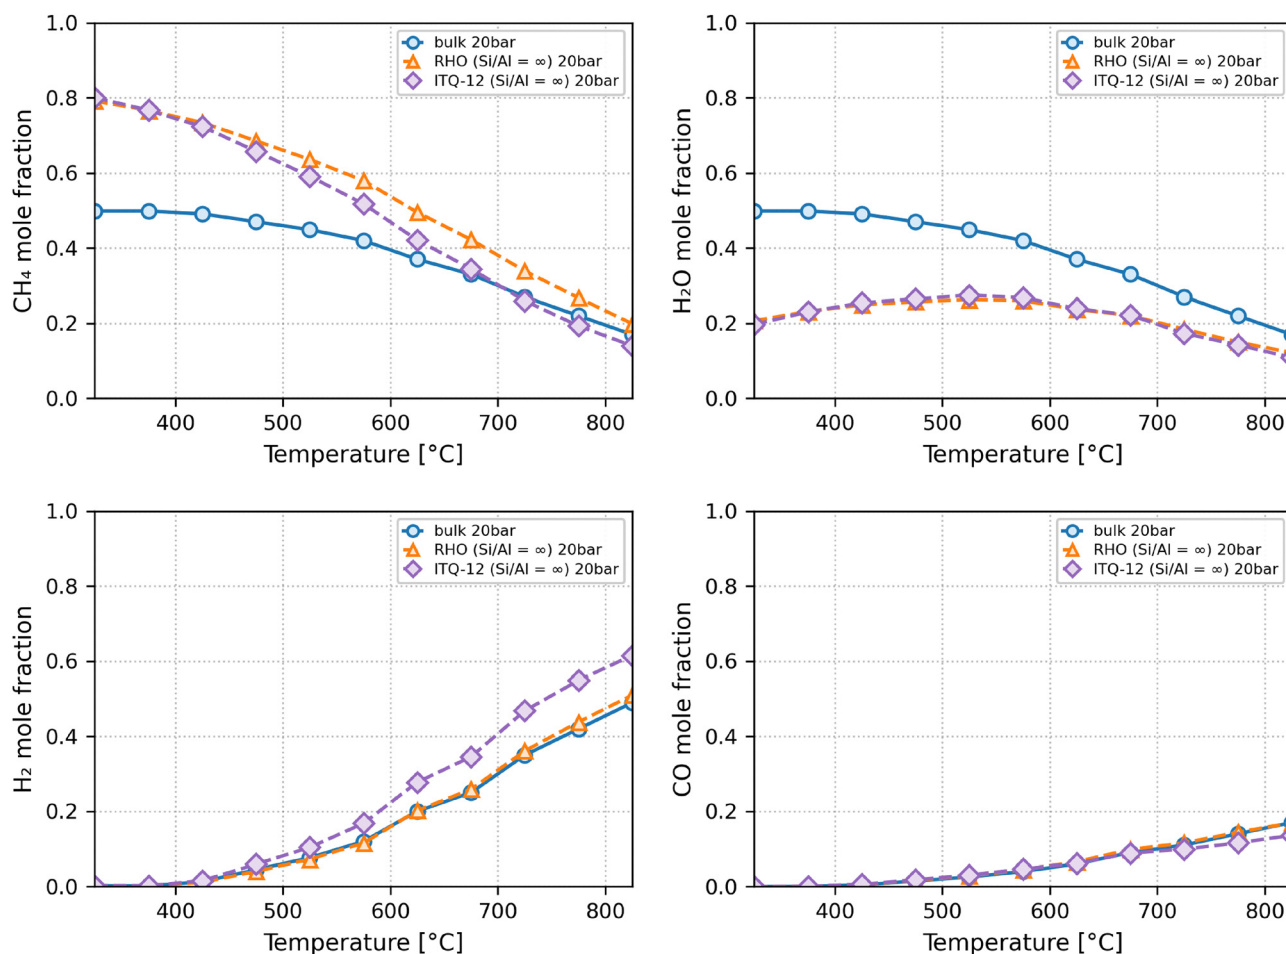 1.0
0.8
0.6
0.4
0.2
0.0
CH₄ mole fraction
bulk 20bar
RHO (Si/Al = ∞) 20bar
ITQ-12 (Si/Al = ∞) 20bar
400 500 600 700 800
Temperature [°C]
1.0
0.8
0.6
0.4
0.2
0.0
H₂O mole fraction
bulk 20bar
RHO (Si/Al = ∞) 20bar
ITQ-12 (Si/Al = ∞) 20bar
400 500 600 700 800
Temperature [°C]
1.0
0.8
0.6
0.4
0.2
0.0
H₂ mole fraction
bulk 20bar
RHO (Si/Al = ∞) 20bar
ITQ-12 (Si/Al = ∞) 20bar
400 500 600 700 800
Temperature [°C]
1.0
0.8
0.6
0.4
0.2
0.0
CO mole fraction
bulk 20bar
RHO (Si/Al = ∞) 20bar
ITQ-12 (Si/Al = ∞) 20bar
400 500 600 700 800
Temperature [°C]